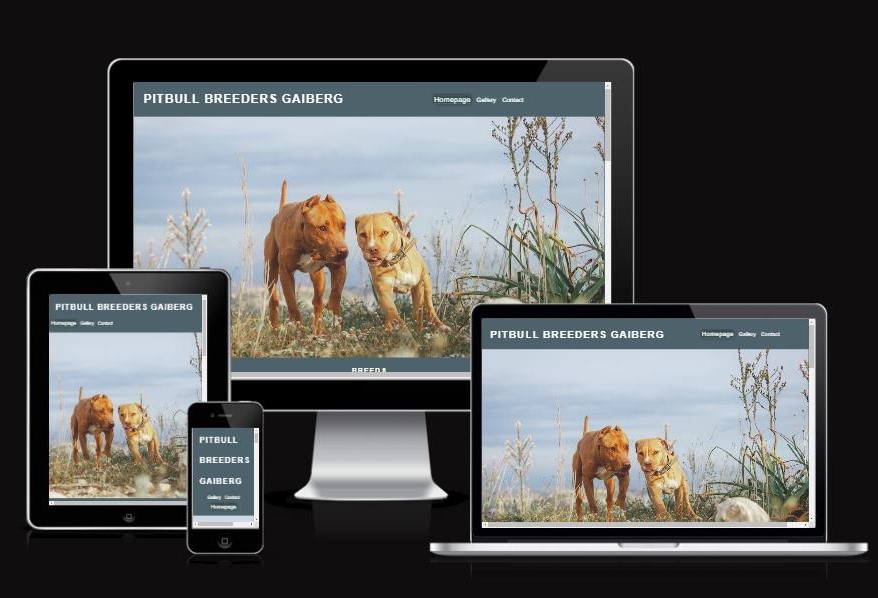 PITBULL BREEDERS GAIBERG
Homepage Gallery Contact
BREEDS
PITBULL BREEDERS GAIBERG
Homepage Gallery Contact
PITBULL
BREEDERS
GAIBERG
Gallery Contact
Homepage
PITBULL BREEDERS GAIBERG
Homepage Gallery Contact